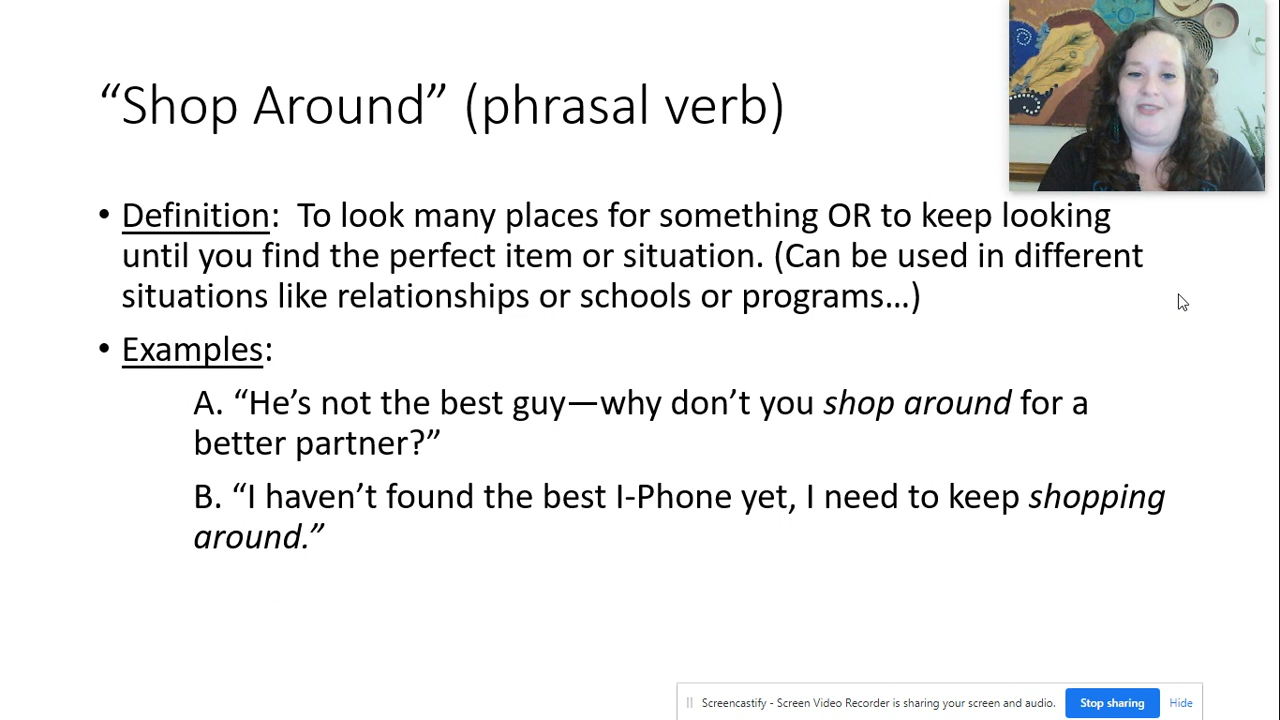 “Shop Around” (phrasal verb)
• Definition:  To look many places for something OR to keep looking
until you find the perfect item or situation. (Can be used in different
situations like relationships or schools or programs…)
• Examples:
A. “He’s not the best guy—why don’t you shop around for a
better partner?”
B. “I haven’t found the best I-Phone yet, I need to keep shopping
around.”
Screencastify - Screen Video Recorder is sharing your screen and audio. Stop sharing Hide